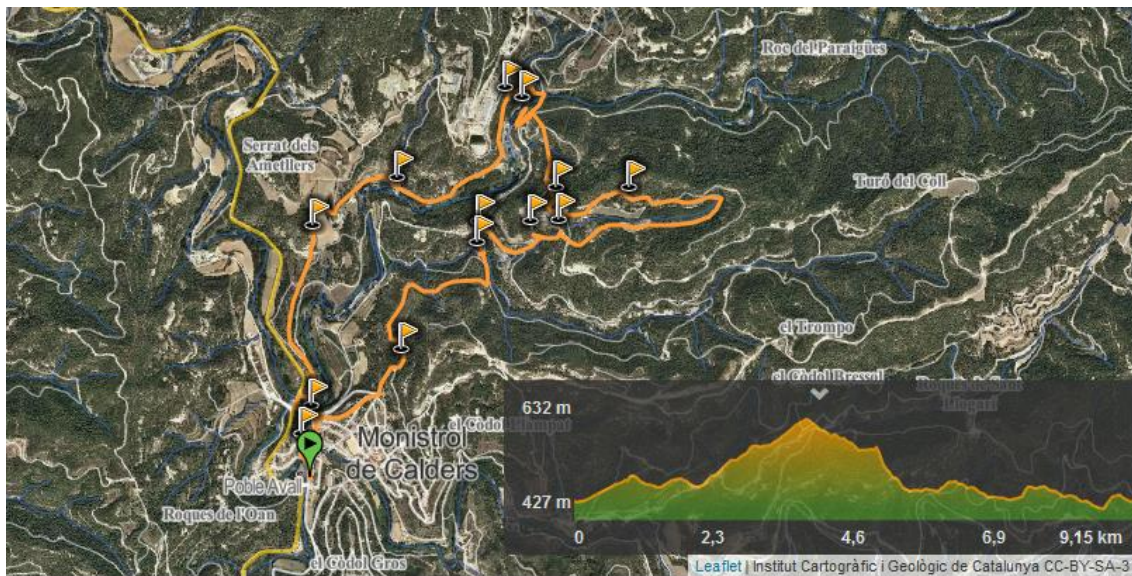 Roc del Paraigües
Serrat dels
Ametllers
Turó del Coll
el Trompo
el Còdol Bressol
Monistrol
de Calders
Poble Avall
Roques de l'Oan
el Còdol Gros
632 m
427 m
0 2,3 4,6 6,9 9,15 km
Leaflet | Institut Cartogràfic i Geològic de Catalunya CC-BY-SA-3